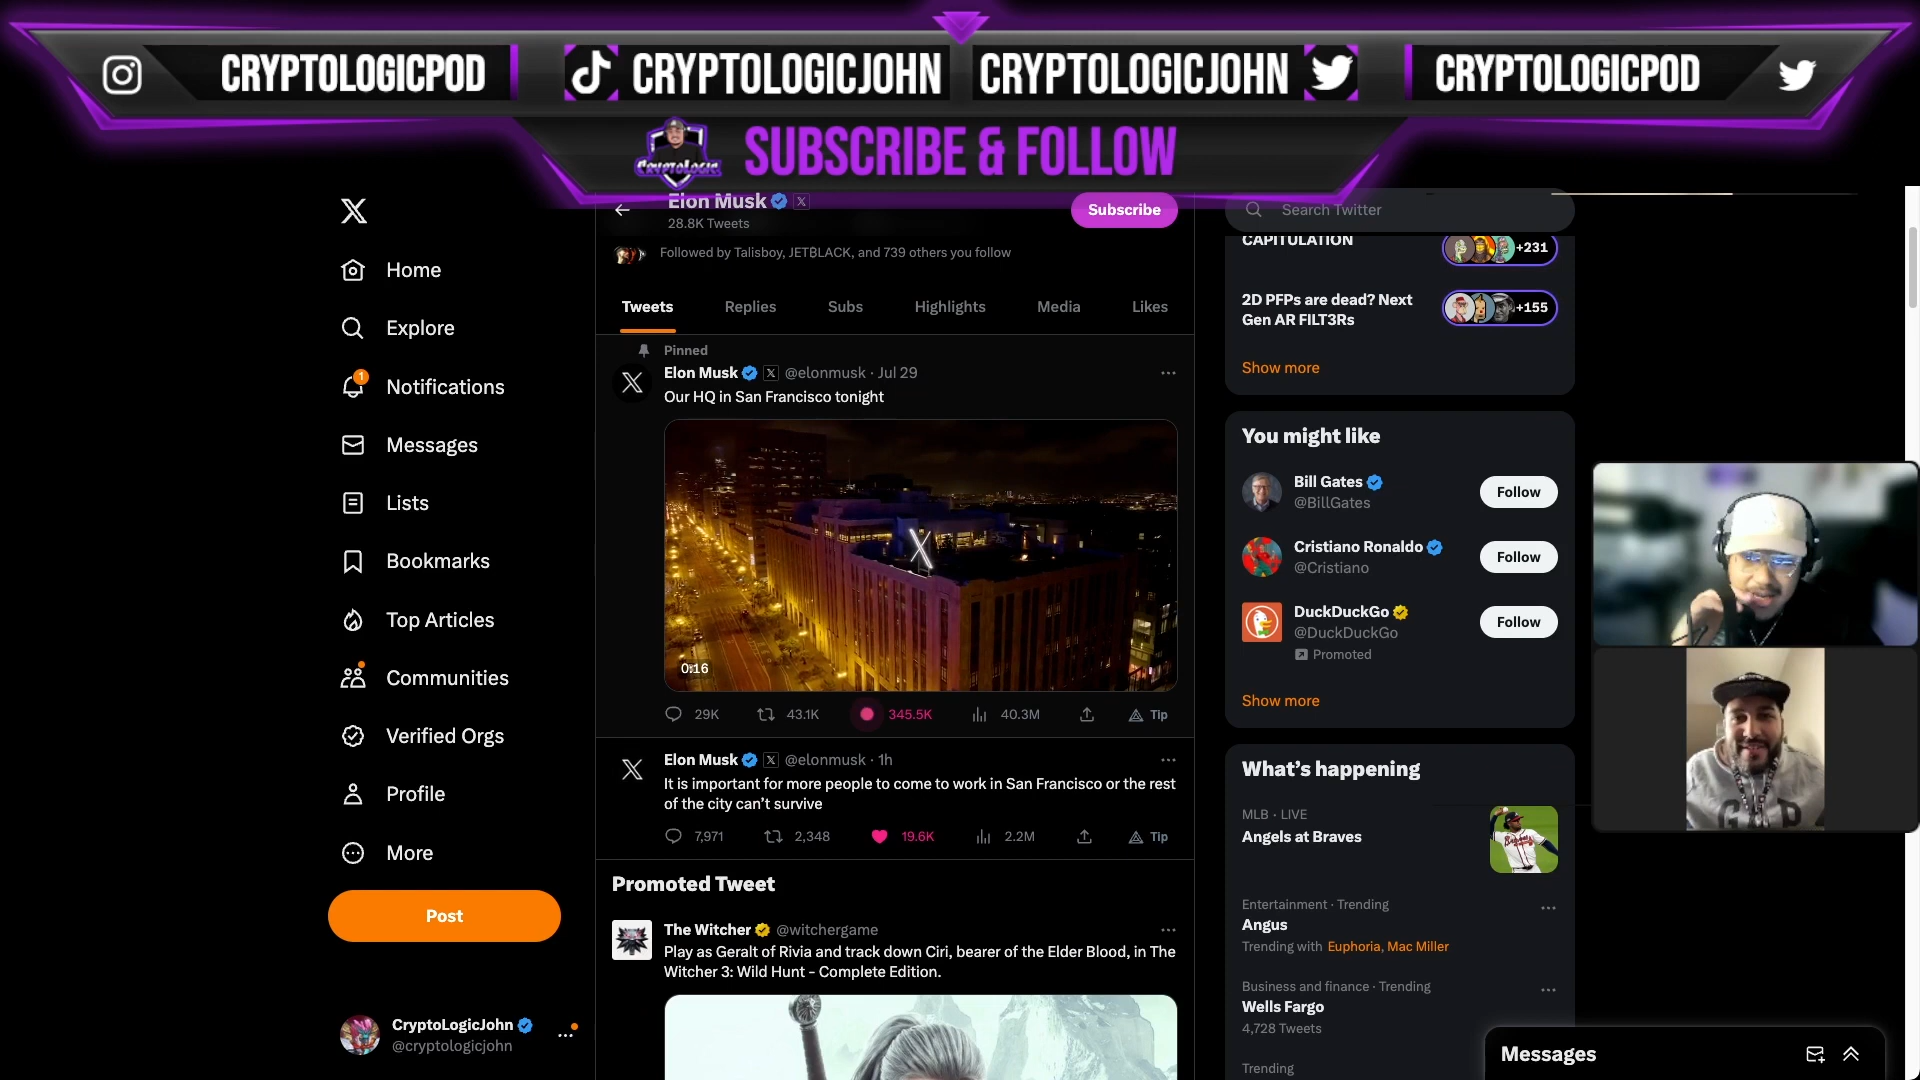 CRYPTOLOGICPOD
CRYPTOLOGICJOHN
CRYPTOLOGICJOHN
CRYPTOLOGICPOD
CRYPTOLOGIC
SUBSCRIBE & FOLLOW
Home
Explore
1
Notifications
Messages
Lists
Bookmarks
Top Articles
Communities
Verified Orgs
Profile
More
Post
CryptoLogicJohn
@cryptologicjohn
Elon Musk
28.8K Tweets
Subscribe
Followed by Talisboy, JETBLACK, and 739 others you follow
Tweets Replies Subs Highlights Media Likes
Pinned
Elon Musk @elonmusk · Jul 29
Our HQ in San Francisco tonight
0:16
29K 43.1K 345.5K 40.3M Tip
Elon Musk @elonmusk · 1h
It is important for more people to come to work in San Francisco or the rest
of the city can’t survive
7,971 2,348 19.6K 2.2M Tip
Promoted Tweet
The Witcher @witchergame
Play as Geralt of Rivia and track down Ciri, bearer of the Elder Blood, in The
Witcher 3: Wild Hunt - Complete Edition.
Search Twitter
CAPITULATION
+231
2D PFPs are dead? Next
Gen AR FILT3Rs
+155
Show more
You might like
Bill Gates
@BillGates
Follow
Cristiano Ronaldo
@Cristiano
Follow
DuckDuckGo
@DuckDuckGo
Promoted
Follow
Show more
What’s happening
MLB · LIVE
Angels at Braves
Entertainment · Trending
Angus
Trending with Euphoria, Mac Miller
Business and finance · Trending
Wells Fargo
4,728 Tweets
Trending
Messages
GAP